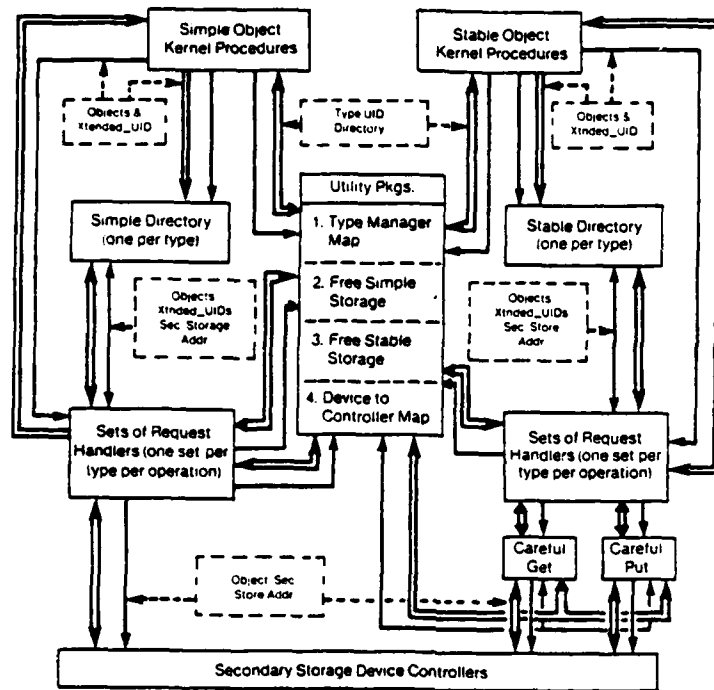 Simple Object
Kernel Procedures
Stable Object
Kernel Procedures
Objects &
Xtended_UID
Type UID
Directory
Objects &
Xtnded_UID
Utility Pkgs.
Simple Directory
(one per type)
1. Type Manager
Map
Stable Directory
(one per type)
2. Free Simple
Storage
Objects
Xtnded_UIDs
Sec Storage
Addr
Objects
Xtnded_UIDs
Sec Store
Addr
3. Free Stable
Storage
4. Device to
Controller Map
Sets of Request
Handlers (one set per
type per operation)
Sets of Request
Handlers (one set per
type per operation)
Careful
Get
Careful
Put
Object Sec
Store Addr
Secondary Storage Device Controllers